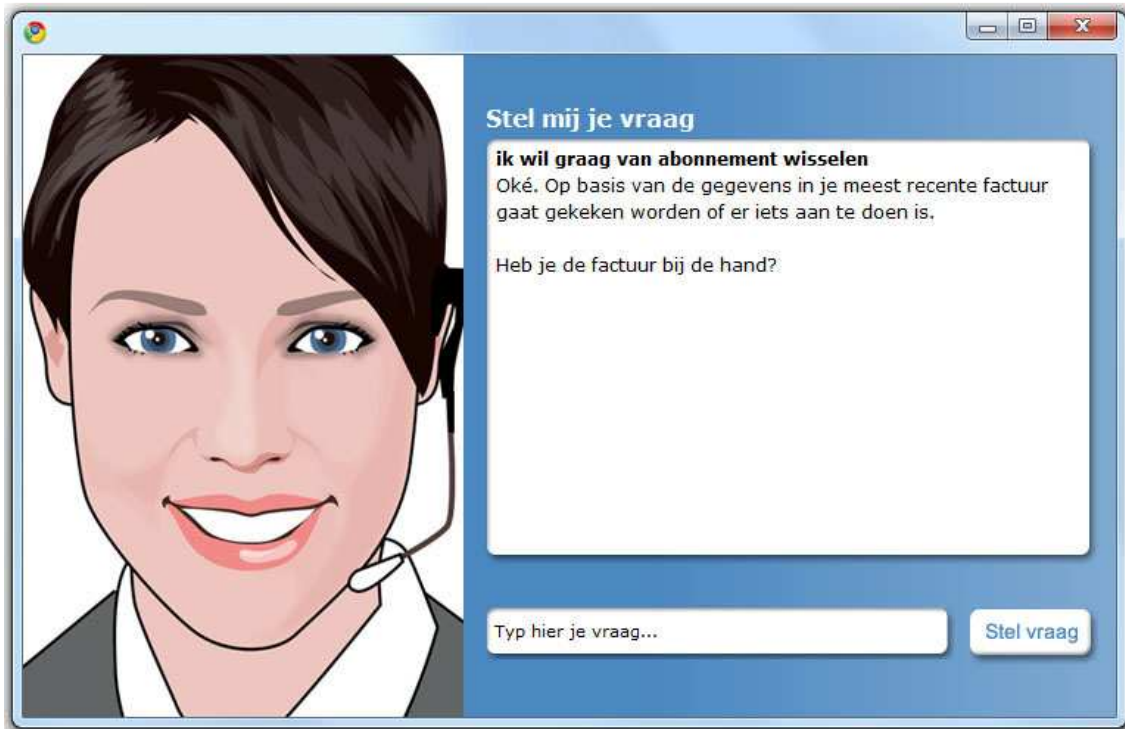 Stel mij je vraag
ik wil graag van abonnement wisselen
Oké. Op basis van de gegevens in je meest recente factuur
gaat gekeken worden of er iets aan te doen is.
Heb je de factuur bij de hand?
Typ hier je vraag...
Stel vraag